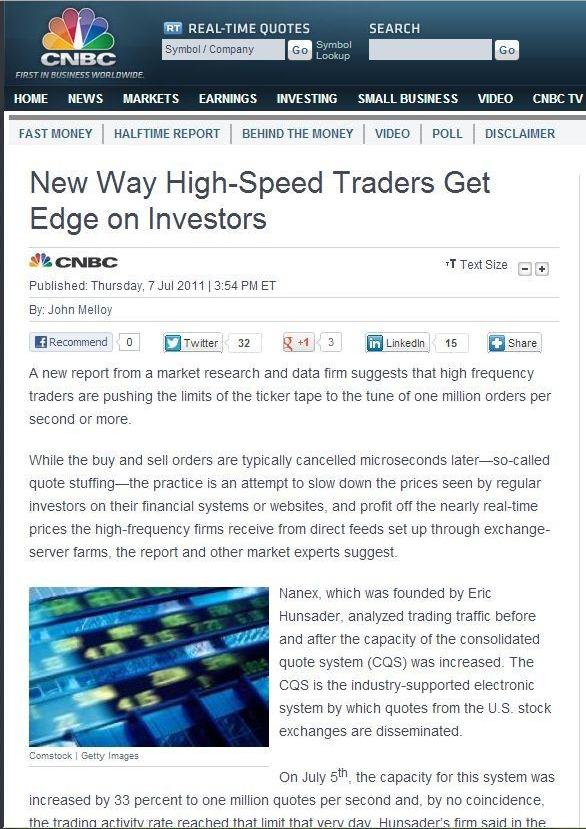 CNBC
FIRST IN BUSINESS WORLDWIDE.
RT REAL-TIME QUOTES
Symbol / Company Go Symbol Lookup
SEARCH
Go
HOME NEWS MARKETS EARNINGS INVESTING SMALL BUSINESS VIDEO CNBC TV
FAST MONEY HALFTIME REPORT BEHIND THE MONEY VIDEO POLL DISCLAIMER
New Way High-Speed Traders Get
Edge on Investors
CNBC
TT Text Size - +
Published: Thursday, 7 Jul 2011 | 3:54 PM ET
By: John Melloy
Recommend 0 Twitter 32 +1 3 LinkedIn 15 Share
A new report from a market research and data firm suggests that high frequency
traders are pushing the limits of the ticker tape to the tune of one million orders per
second or more.
While the buy and sell orders are typically cancelled microseconds later—so-called
quote stuffing—the practice is an attempt to slow down the prices seen by regular
investors on their financial systems or websites, and profit off the nearly real-time
prices the high-frequency firms receive from direct feeds set up through exchange-
server farms, the report and other market experts suggest.
Comstock | Getty Images
Nanex, which was founded by Eric
Hunsader, analyzed trading traffic before
and after the capacity of the consolidated
quote system (CQS) was increased. The
CQS is the industry-supported electronic
system by which quotes from the U.S. stock
exchanges are disseminated.
On July 5th, the capacity for this system was
increased by 33 percent to one million quotes per second and, by no coincidence,
the trading activity rate reached that limit that very day, Hunsader's firm said in the